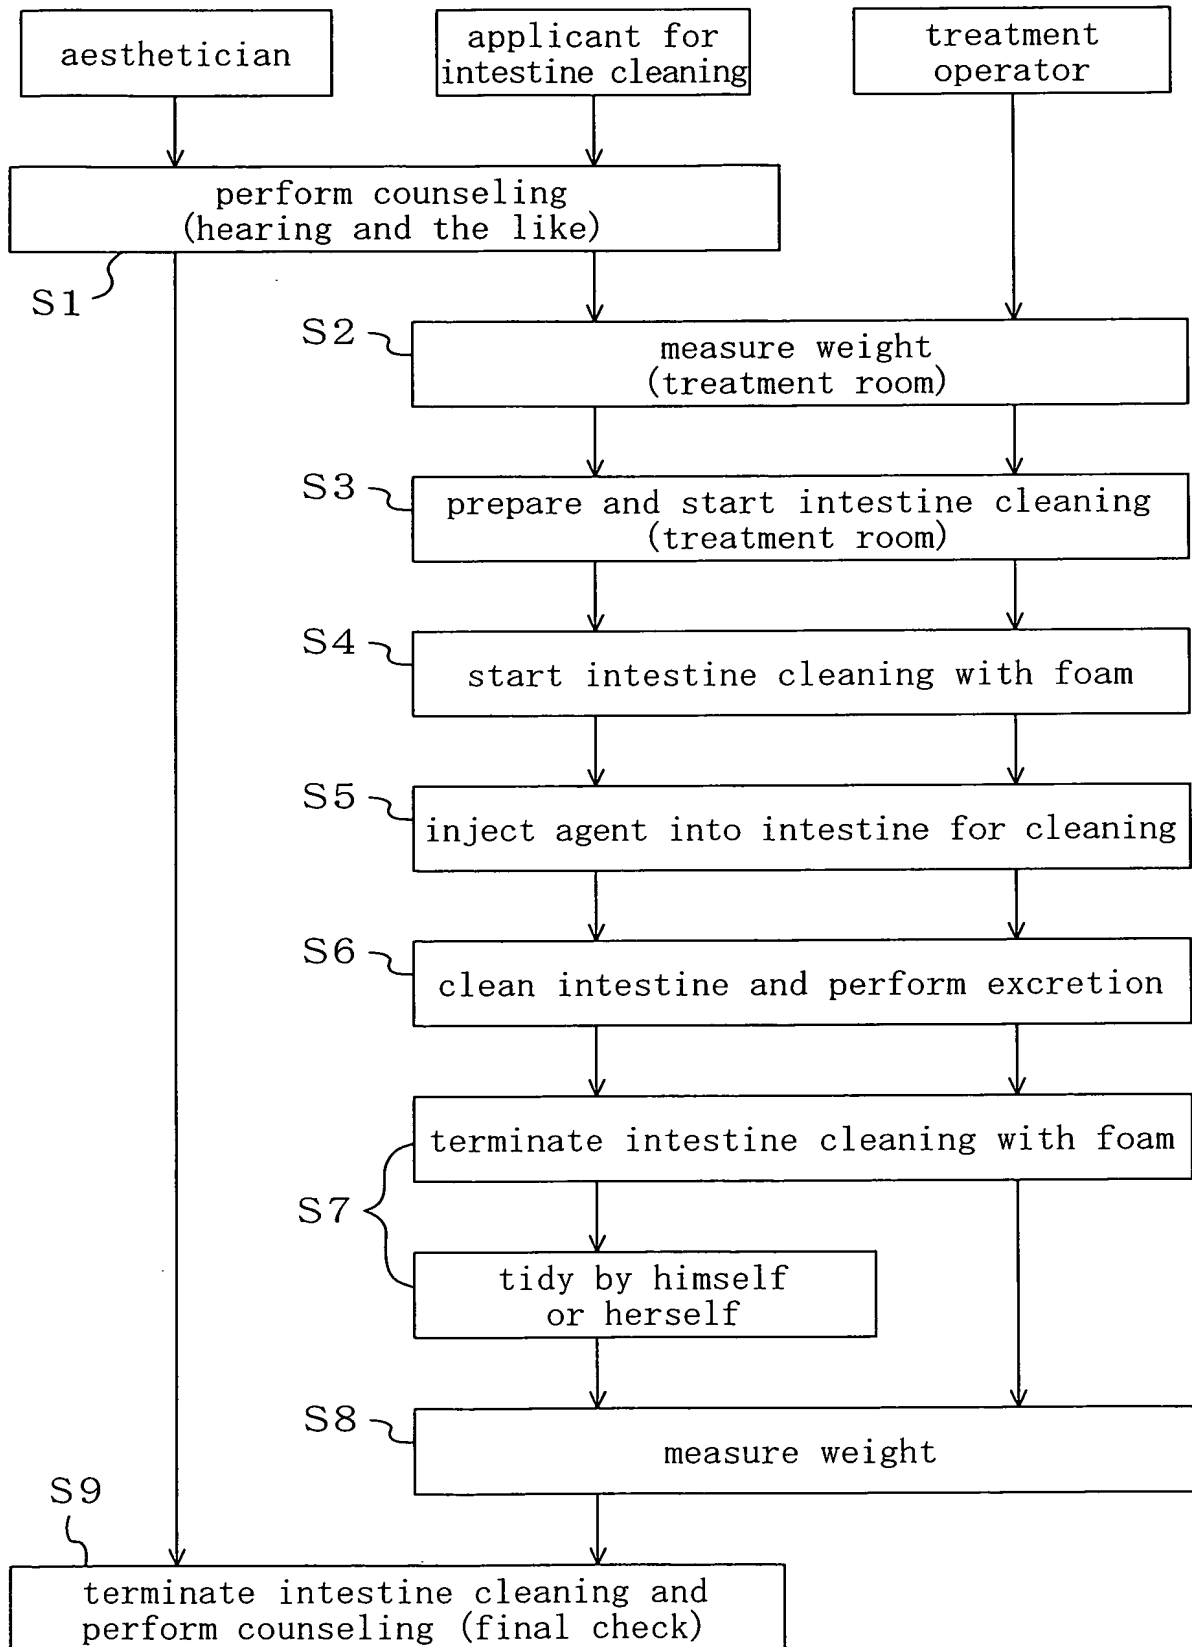 aesthetician
applicant for
intestine cleaning
treatment
operator
perform counseling
(hearing and the like)
S1
S2
measure weight
(treatment room)
S3
prepare and start intestine cleaning
(treatment room)
S4
start intestine cleaning with foam
S5
inject agent into intestine for cleaning
S6
clean intestine and perform excretion
terminate intestine cleaning with foam
S7
tidy by himself
or herself
S8
measure weight
S9
terminate intestine cleaning and
perform counseling (final check)